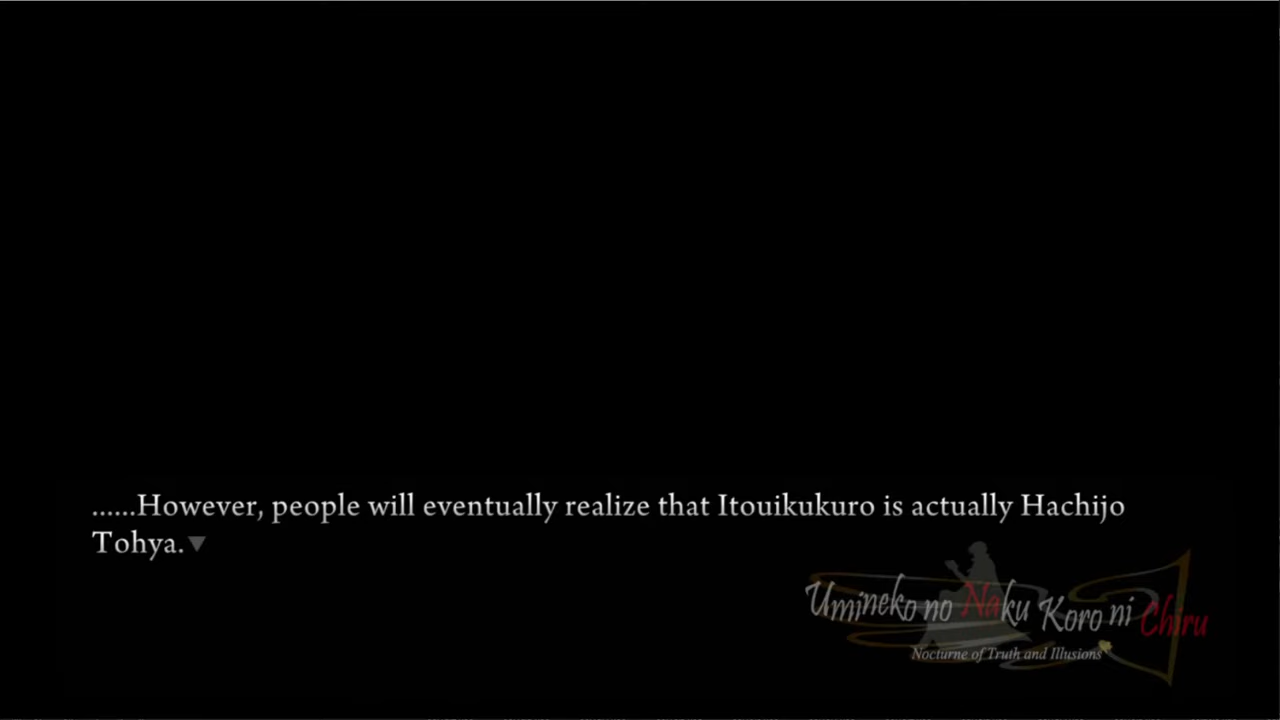 ......However, people will eventually realize that Itouikukuro is actually Hachijo
Tohya.
Umineko no Naku Koro ni Chiru
Nocturne of Truth and Illusions